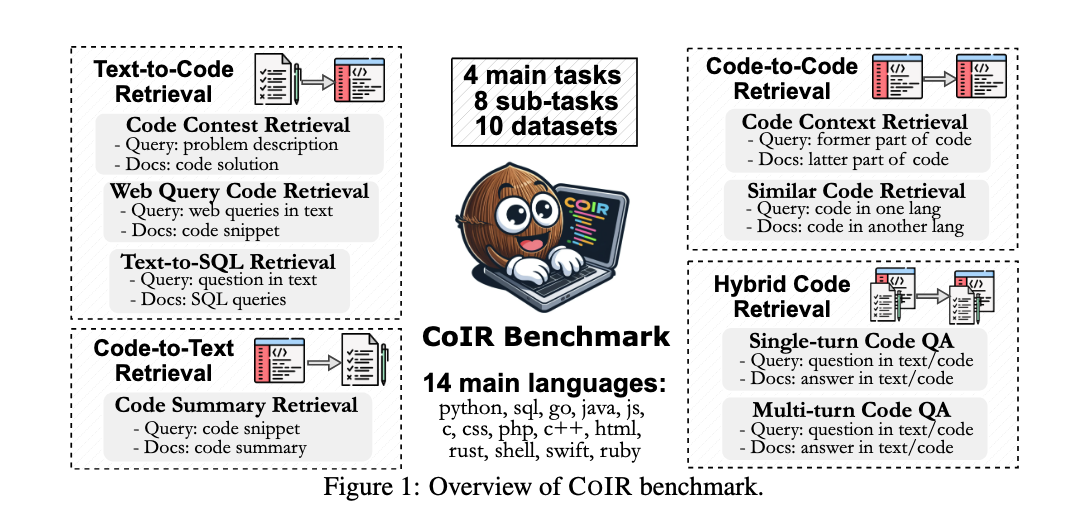 Text-to-Code
Retrieval
Code Contest Retrieval
- Query: problem description
- Docs: code solution
Web Query Code Retrieval
- Query: web queries in text
- Docs: code snippet
Text-to-SQL Retrieval
- Query: question in text
- Docs: SQL queries
Code-to-Text
Retrieval
Code Summary Retrieval
- Query: code snippet
- Docs: code summary
4 main tasks
8 sub-tasks
10 datasets
COIR
CoIR Benchmark
14 main languages:
python, sql, go, java, js,
c, css, php, c++, html,
rust, shell, swift, ruby
Code-to-Code
Retrieval
Code Context Retrieval
- Query: former part of code
- Docs: latter part of code
Similar Code Retrieval
- Query: code in one lang
- Docs: code in another lang
Hybrid Code
Retrieval
Single-turn Code QA
- Query: question in text/code
- Docs: answer in text/code
Multi-turn Code QA
- Query: question in text/code
- Docs: answer in text/code
Figure 1: Overview of COIR benchmark.